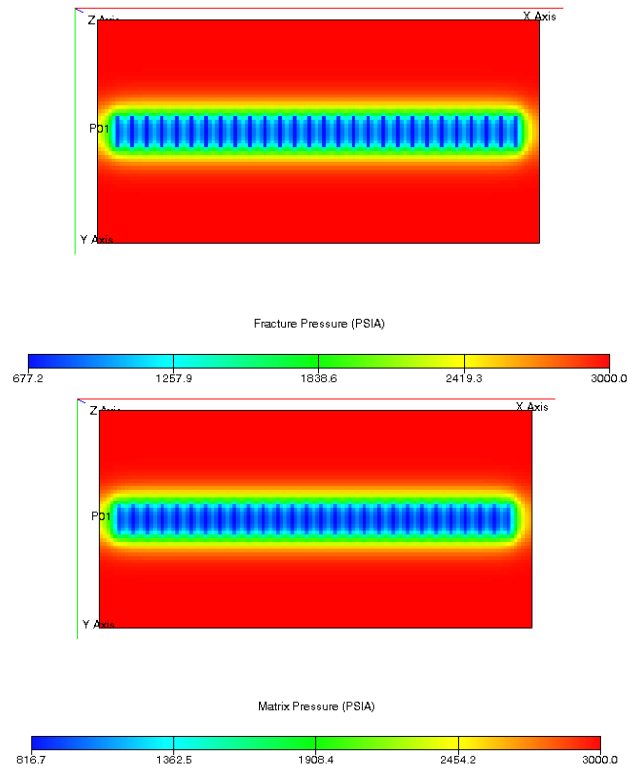 Z Axis
X Axis
P01
Y Axis
Fracture Pressure (PSIA)
677.2 1257.9 1838.6 2419.3 3000.0
Z Axis
X Axis
P01
Y Axis
Matrix Pressure (PSIA)
816.7 1362.5 1908.4 2454.2 3000.0